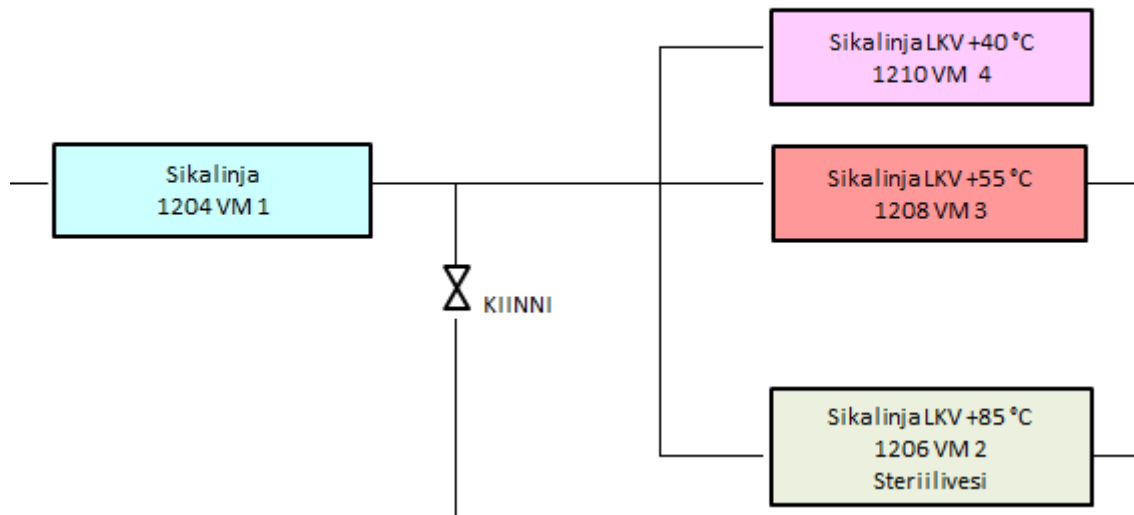 Sikalinja
1204 VM 1
KIINNI
Sikalinja LKV +40 °C
1210 VM 4
Sikalinja LKV +55 °C
1208 VM 3
Sikalinja LKV +85 °C
1206 VM 2
Steriilivesi